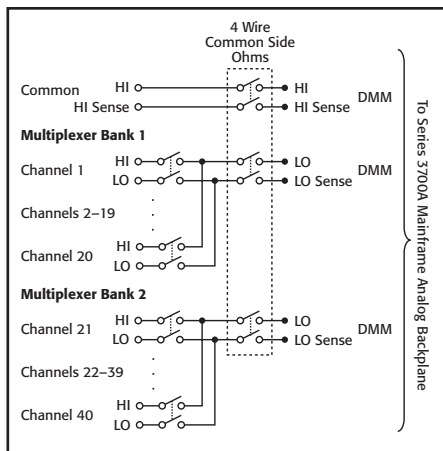 4 Wire
Common Side
Ohms
Common HI HI DMM
HI Sense HI Sense
Multiplexer Bank 1
Channel 1 HI LO DMM
LO LO Sense
Channels 2–19
Channel 20 HI
LO
Multiplexer Bank 2
Channel 21 HI LO DMM
LO LO Sense
Channels 22–39
Channel 40 HI
LO
To Series 3700A Mainframe Analog Backplane